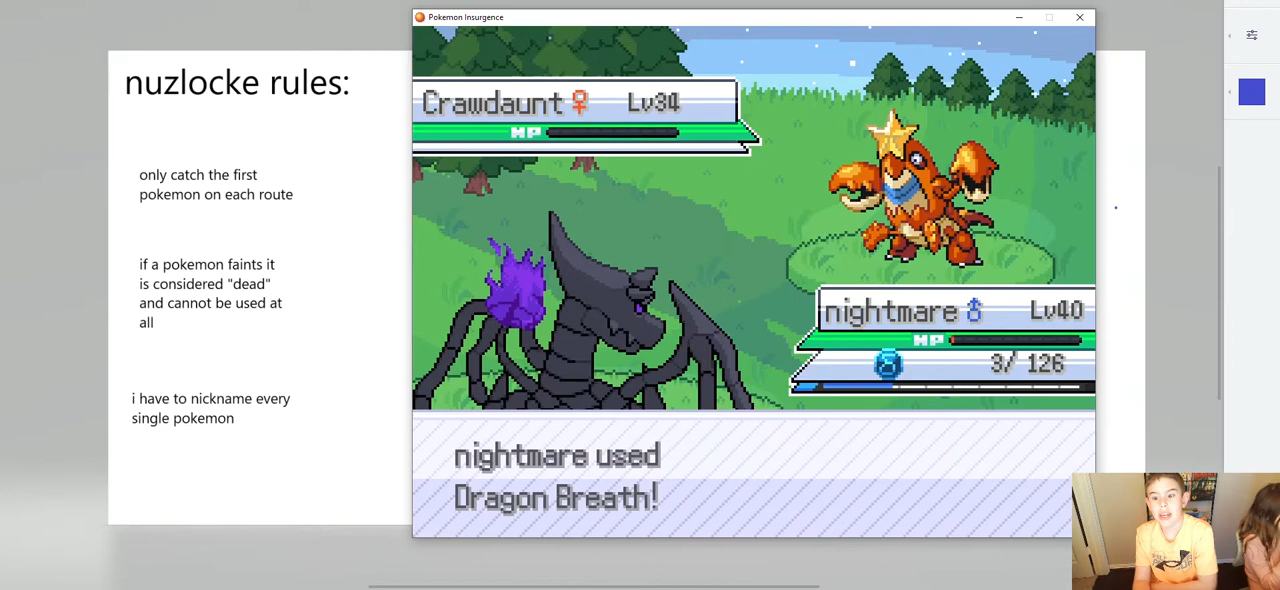 Pokemon Insurgence
nuzlocke rules:
only catch the first
pokemon on each route
if a pokemon faints it
is considered "dead"
and cannot be used at
all
i have to nickname every
single pokemon
Crawdaunt ♀ Lv34
HP
nightmare ♂ Lv40
HP
3/ 126
nightmare used
Dragon Breath!